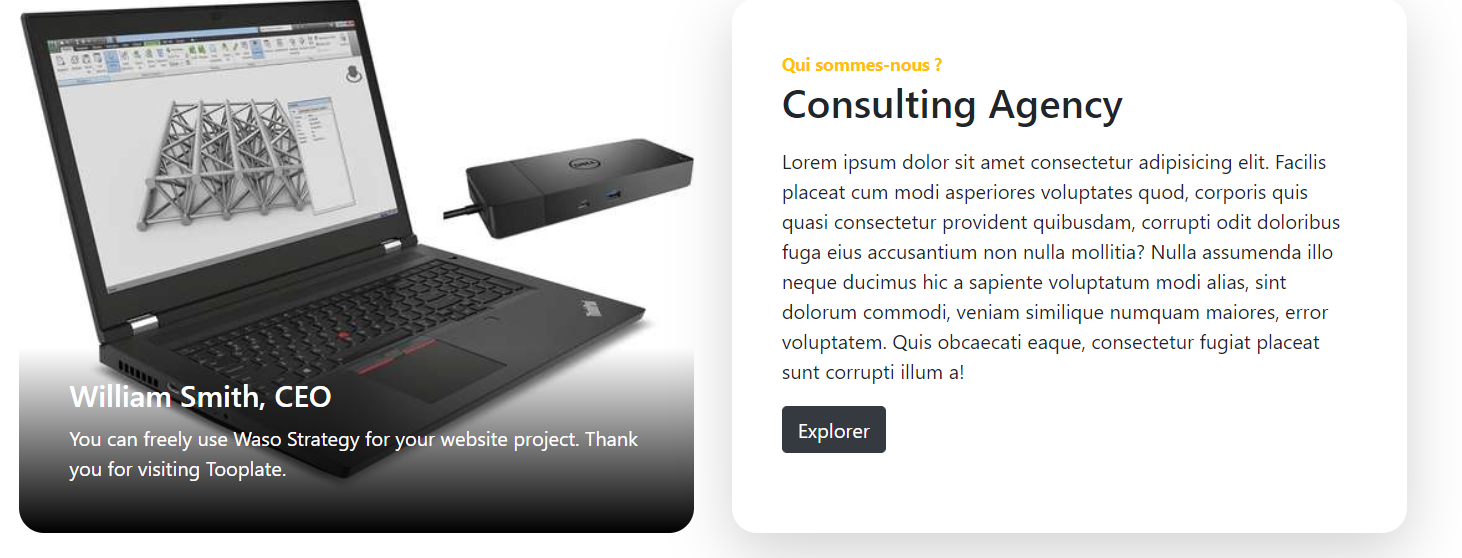 DELL
ThinkPad
William Smith, CEO
You can freely use Waso Strategy for your website project. Thank
you for visiting Tooplate.
Qui sommes-nous ?
Consulting Agency
Lorem ipsum dolor sit amet consectetur adipisicing elit. Facilis
placeat cum modi asperiores voluptates quod, corporis quis
quasi consectetur provident quibusdam, corrupti odit doloribus
fuga eius accusantium non nulla mollitia? Nulla assumenda illo
neque ducimus hic a sapiente voluptatum modi alias, sint
dolorum commodi, veniam similique numquam maiores, error
voluptatem. Quis obcaecati eaque, consectetur fugiat placeat
sunt corrupti illum a!
Explorer